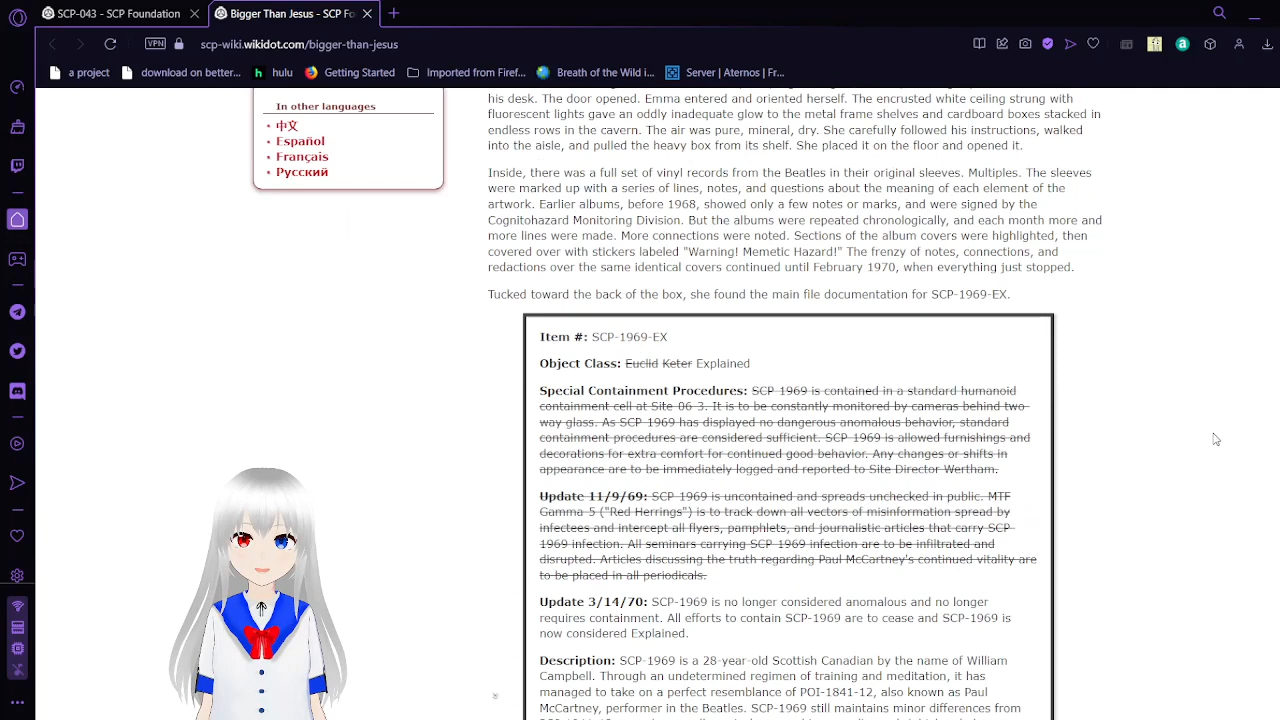 SCP-043 - SCP Foundation
Bigger Than Jesus - SCP Fo
VPN
scp-wiki.wikidot.com/bigger-than-jesus
a project
download on better...
hulu
Getting Started
Imported from Firef...
Breath of the Wild i...
Server | Aternos | Fr...
In other languages
中文
Español
Français
Русский
his desk. The door opened. Emma entered and oriented herself. The encrusted white ceiling strung with
fluorescent lights gave an oddly inadequate glow to the metal frame shelves and cardboard boxes stacked in
endless rows in the cavern. The air was pure, mineral, dry. She carefully followed his instructions, walked
into the aisle, and pulled the heavy box from its shelf. She placed it on the floor and opened it.
Inside, there was a full set of vinyl records from the Beatles in their original sleeves. Multiples. The sleeves
were marked up with a series of lines, notes, and questions about the meaning of each element of the
artwork. Earlier albums, before 1968, showed only a few notes or marks, and were signed by the
Cognitohazard Monitoring Division. But the albums were repeated chronologically, and each month more and
more lines were made. More connections were noted. Sections of the album covers were highlighted, then
covered over with stickers labeled "Warning! Memetic Hazard!" The frenzy of notes, connections, and
redactions over the same identical covers continued until February 1970, when everything just stopped.
Tucked toward the back of the box, she found the main file documentation for SCP-1969-EX.
Item #: SCP-1969-EX
Object Class: Euclid Keter Explained
Special Containment Procedures: SCP-1969 is contained in a standard humanoid
containment cell at Site 06-3. It is to be constantly monitored by cameras behind two-
way glass. As SCP-1969 has displayed no dangerous anomalous behavior, standard
containment procedures are considered sufficient. SCP-1969 is allowed furnishings and
decorations for extra comfort for continued good behavior. Any changes or shifts in
appearance are to be immediately logged and reported to Site Director Wertham.
Update 11/9/69: SCP-1969 is uncontained and spreads unchecked in public. MTF
Gamma-5 ("Red Herrings") is to track down all vectors of misinformation spread by
infectees and intercept all flyers, pamphlets, and journalistic articles that carry SCP-
1969 infection. All seminars carrying SCP-1969 infection are to be infiltrated and
disrupted. Articles discussing the truth regarding Paul McCartney's continued vitality are
to be placed in all periodicals.
Update 3/14/70: SCP-1969 is no longer considered anomalous and no longer
requires containment. All efforts to contain SCP-1969 are to cease and SCP-1969 is
now considered Explained.
Description: SCP-1969 is a 28-year-old Scottish Canadian by the name of William
Campbell. Through an undetermined regimen of training and meditation, it has
managed to take on a perfect resemblance of POI-1841-12, also known as Paul
McCartney, performer in the Beatles. SCP-1969 still maintains minor differences from